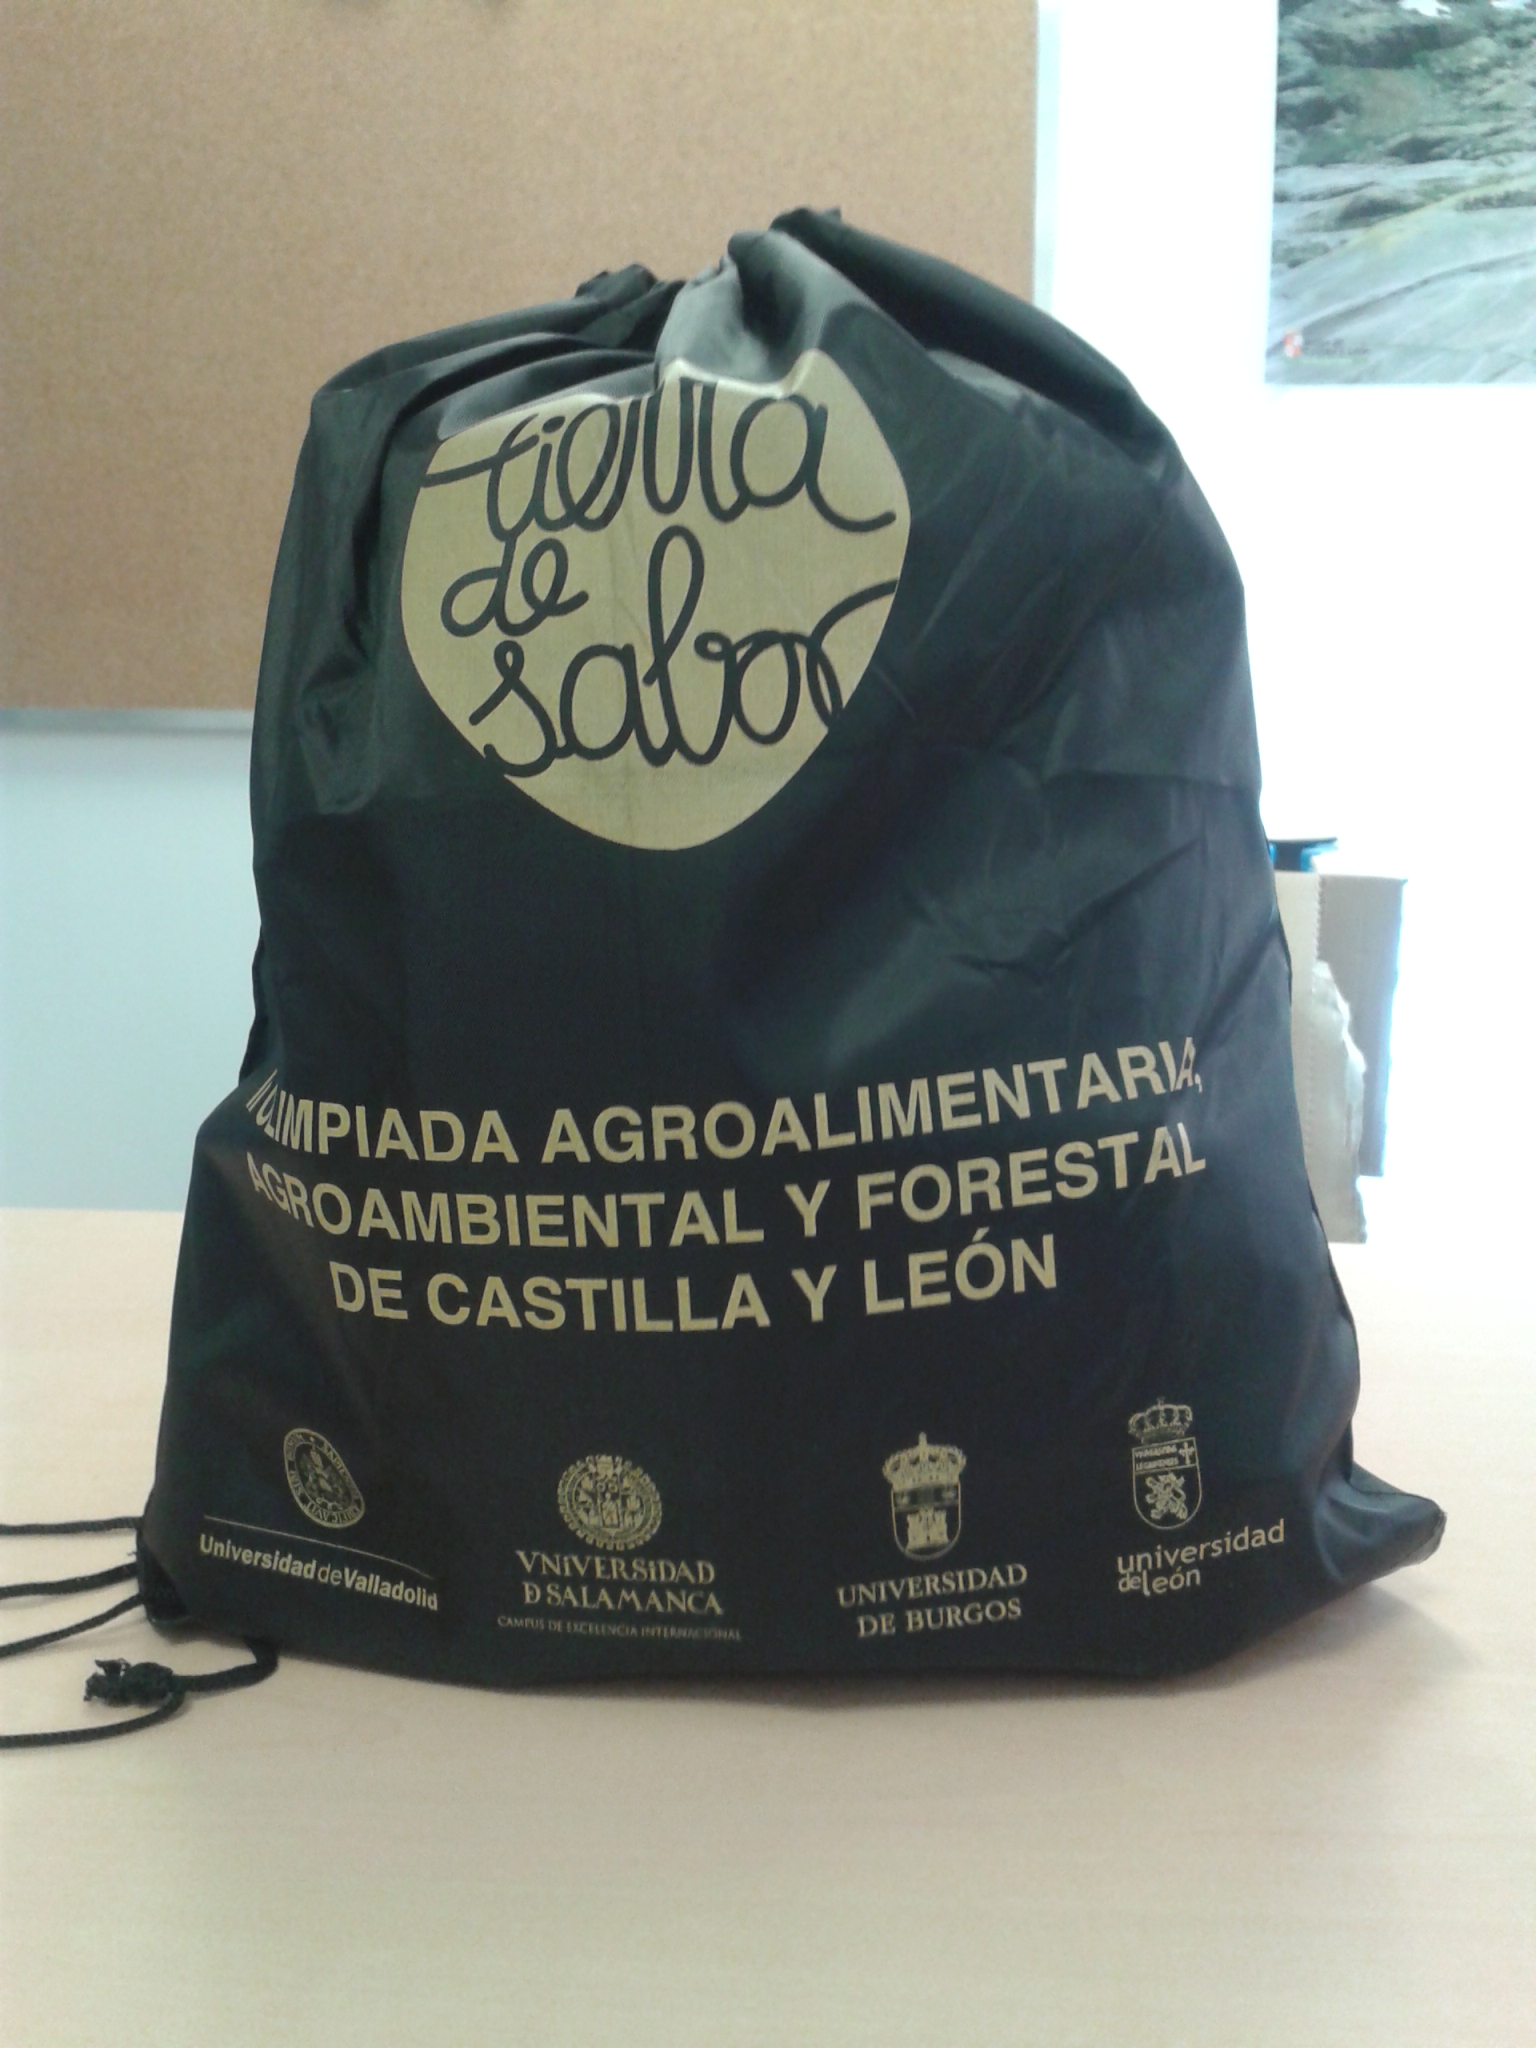 tierra
de
sabor
OLIMPIADA AGROALIMENTARIA,
AGROAMBIENTAL Y FORESTAL
DE CASTILLA Y LEÓN
Universidad de Valladolid
VNiVERSiDAD
D SALAMANCA
CAMPUS DE EXCELENCIA INTERNACIONAL
UNIVERSIDAD
DE BURGOS
universidad
de león